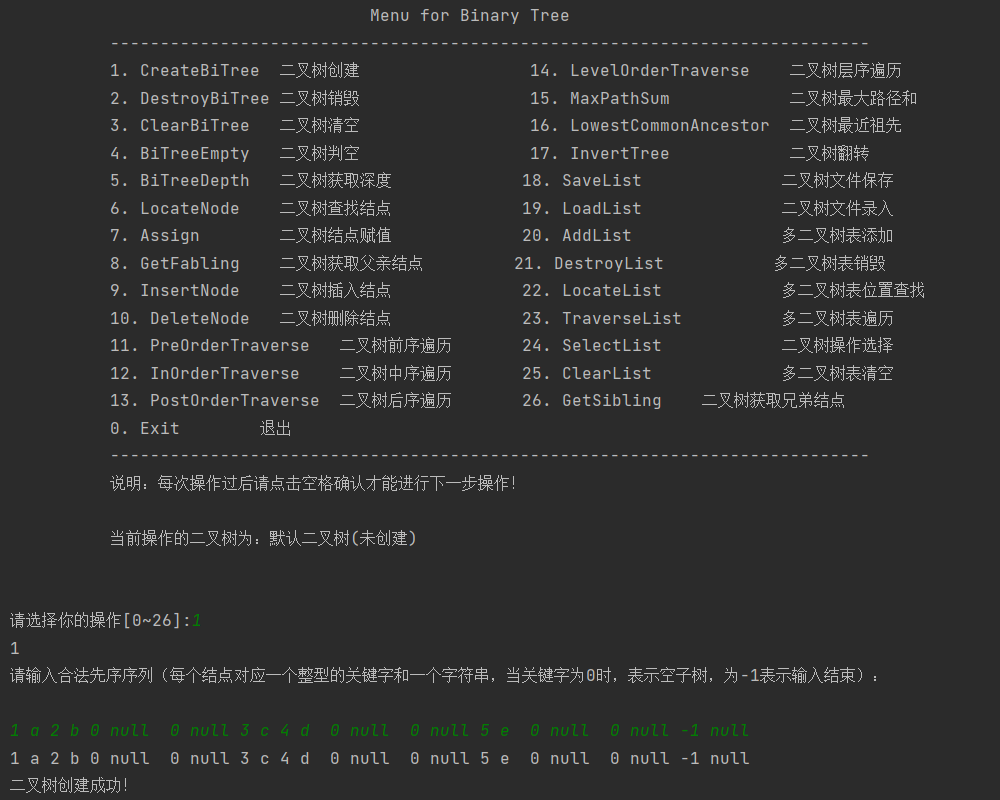 Menu for Binary Tree
---------------------------------------------------------------------------
1. CreateBiTree 二叉树创建 14. LevelOrderTraverse 二叉树层序遍历
2. DestroyBiTree 二叉树销毁 15. MaxPathSum 二叉树最大路径和
3. ClearBiTree 二叉树清空 16. LowestCommonAncestor 二叉树最近祖先
4. BiTreeEmpty 二叉树判空 17. InvertTree 二叉树翻转
5. BiTreeDepth 二叉树获取深度 18. SaveList 二叉树文件保存
6. LocateNode 二叉树查找结点 19. LoadList 二叉树文件录入
7. Assign 二叉树结点赋值 20. AddList 多二叉树表添加
8. GetFabling 二叉树获取父亲结点 21. DestroyList 多二叉树表销毁
9. InsertNode 二叉树插入结点 22. LocateList 多二叉树表位置查找
10. DeleteNode 二叉树删除结点 23. TraverseList 多二叉树表遍历
11. PreOrderTraverse 二叉树前序遍历 24. SelectList 二叉树操作选择
12. InOrderTraverse 二叉树中序遍历 25. ClearList 多二叉树表清空
13. PostOrderTraverse 二叉树后序遍历 26. GetSibling 二叉树获取兄弟结点
0. Exit 退出
---------------------------------------------------------------------------
说明：每次操作过后请点击空格确认才能进行下一步操作！
当前操作的二叉树为：默认二叉树(未创建)
请选择你的操作[0~26]:1
1
请输入合法先序序列（每个结点对应一个整型的关键字和一个字符串，当关键字为0时，表示空子树，为-1表示输入结束）：
1 a 2 b 0 null  0 null 3 c 4 d  0 null  0 null 5 e  0 null  0 null -1 null
1 a 2 b 0 null  0 null 3 c 4 d  0 null  0 null 5 e  0 null  0 null -1 null
二叉树创建成功！